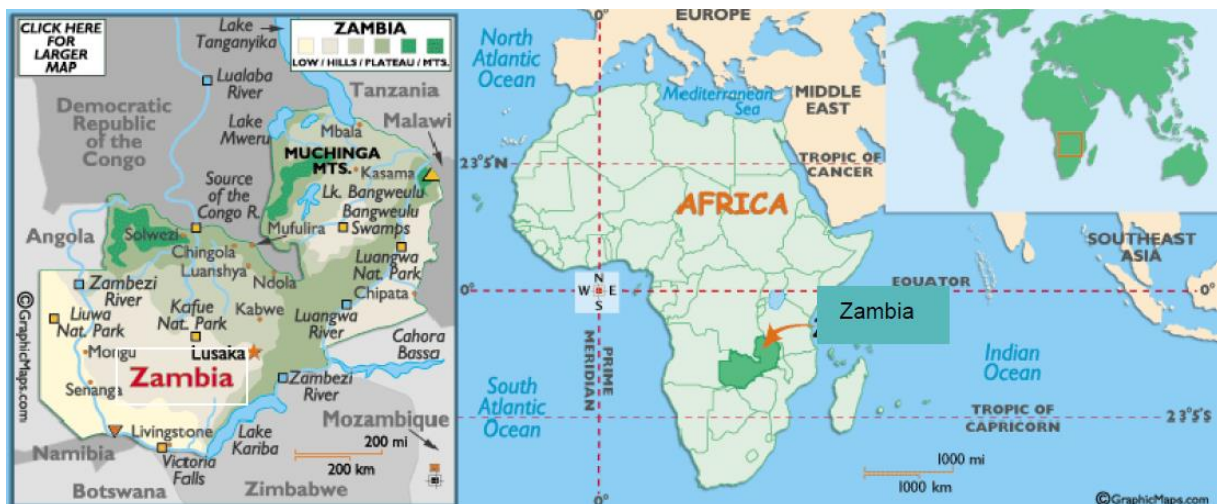 CLICK HERE
FOR
LARGER
MAP
Lake
Tanganyika
ZAMBIA
LOW / HILLS / PLATEAU / MTS.
Lualaba
River
Tanzania
Democratic
Republic
of the
Congo
Lake
Mweru
Mbala
Malawi
MUCHINGA
MTS.
Kasama
Source
of the
Congo R.
Lk. Bangweulu
Bangweulu
Swamps
Mufulira
Angola
Solwezi
Chingola
Luanshya
Ndola
Luangwa
Nat. Park
Zambezi
River
Kafue
Nat. Park
Kabwe
Chipata
Liuwa
Nat. Park
Luangwa
River
Mongu
Lusaka
Cahora
Bassa
Zambia
Senanga
Zambezi
River
Mozambique
Livingstone
Lake
Kariba
200 mi
200 km
Namibia
Victoria
Falls
Botswana
Zimbabwe
©GraphicMaps.com
0°
EUROPE
North
Atlantic
Ocean
Mediterranean
Sea
MIDDLE
EAST
23°5'N
TROPIC OF
CANCER
AFRICA
SOUTHEAST
ASIA
N
W E
S
0°
EQUATOR
0°
Zambia
PRIME
MERIDIAN
Indian
Ocean
South
Atlantic
Ocean
TROPIC OF
CAPRICORN
23°5'S
1000 mi
1000 km
0°
©GraphicMaps.com